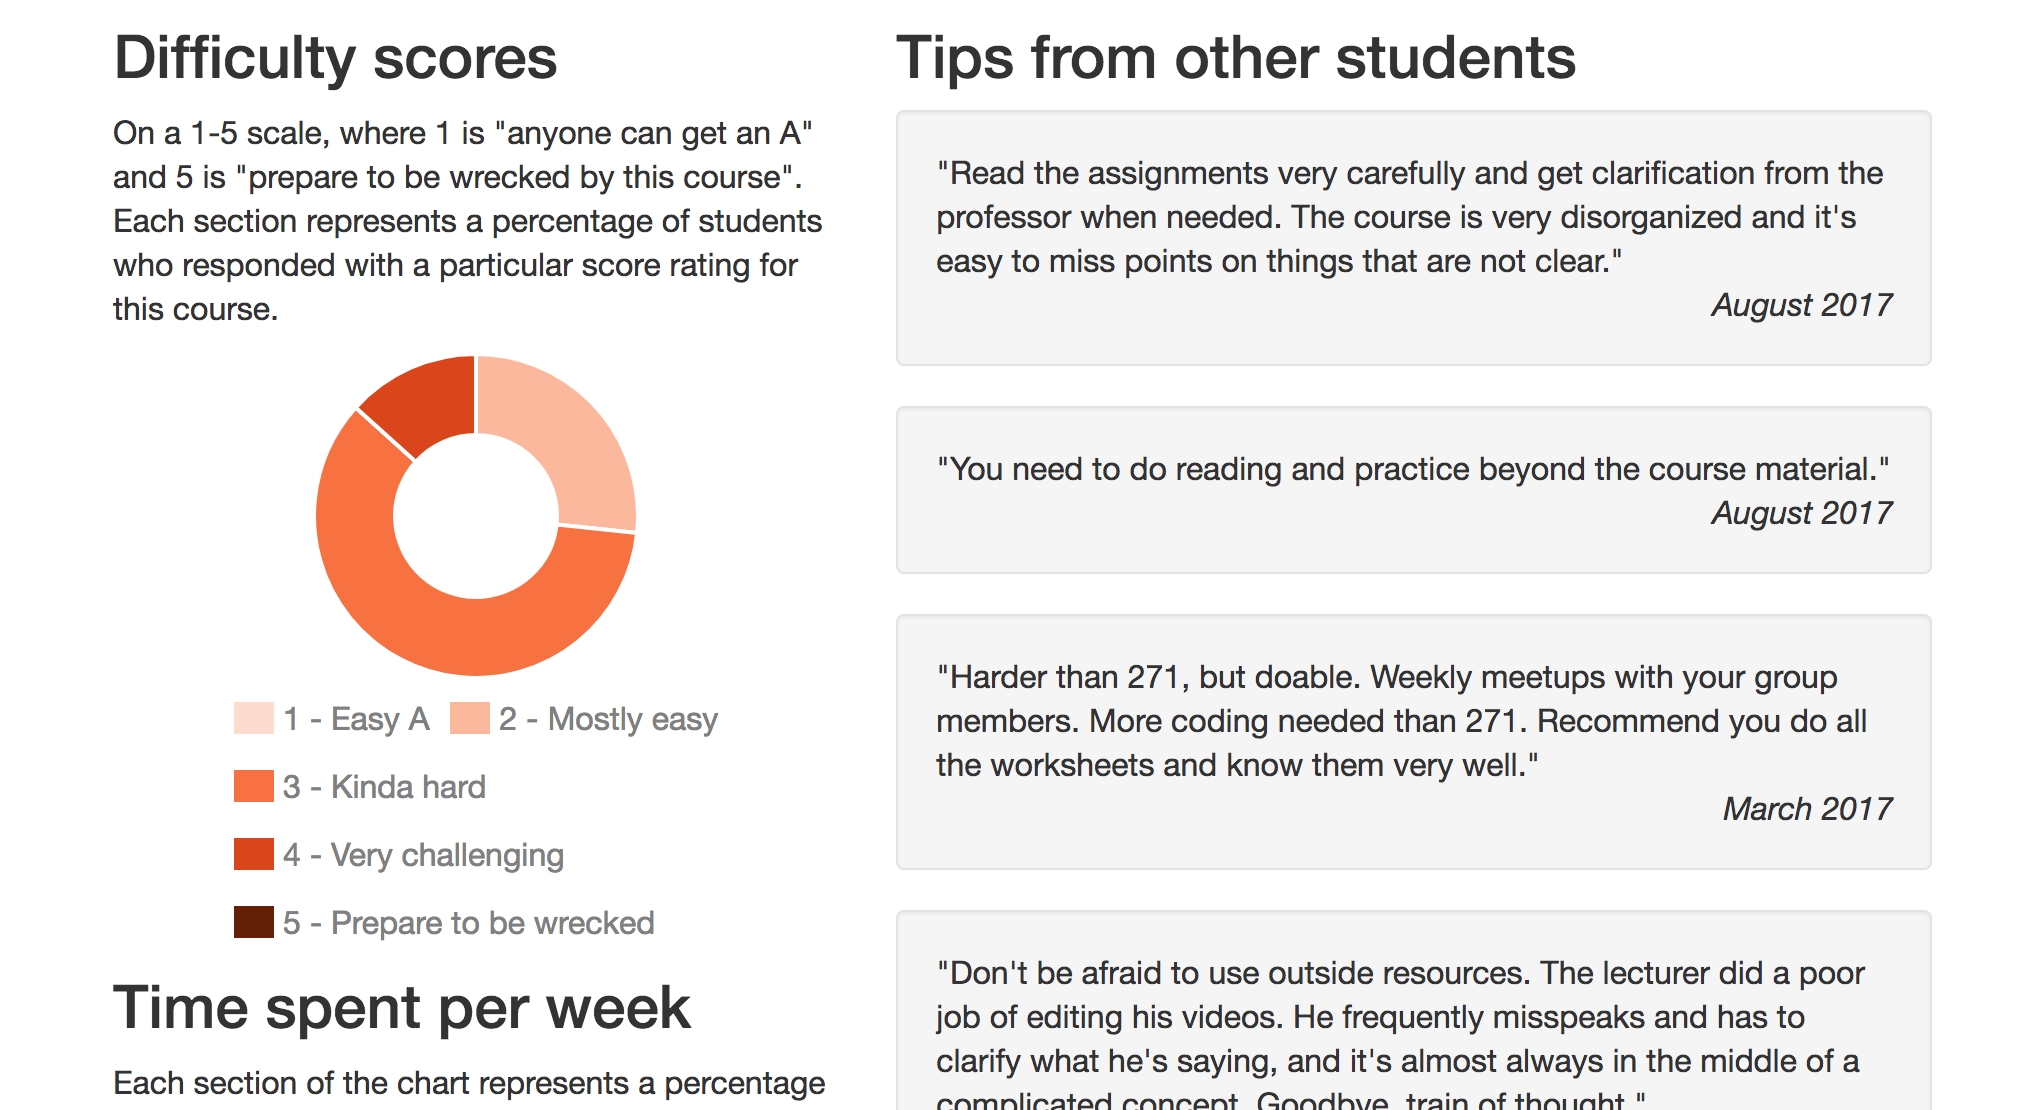 Difficulty scores
On a 1-5 scale, where 1 is "anyone can get an A"
and 5 is "prepare to be wrecked by this course".
Each section represents a percentage of students
who responded with a particular score rating for
this course.
1 - Easy A
2 - Mostly easy
3 - Kinda hard
4 - Very challenging
5 - Prepare to be wrecked
Time spent per week
Each section of the chart represents a percentage
Tips from other students
"Read the assignments very carefully and get clarification from the
professor when needed. The course is very disorganized and it's
easy to miss points on things that are not clear."
August 2017
"You need to do reading and practice beyond the course material."
August 2017
"Harder than 271, but doable. Weekly meetups with your group
members. More coding needed than 271. Recommend you do all
the worksheets and know them very well."
March 2017
"Don't be afraid to use outside resources. The lecturer did a poor
job of editing his videos. He frequently misspeaks and has to
clarify what he's saying, and it's almost always in the middle of a
complicated concept. Goodbye, train of thought."